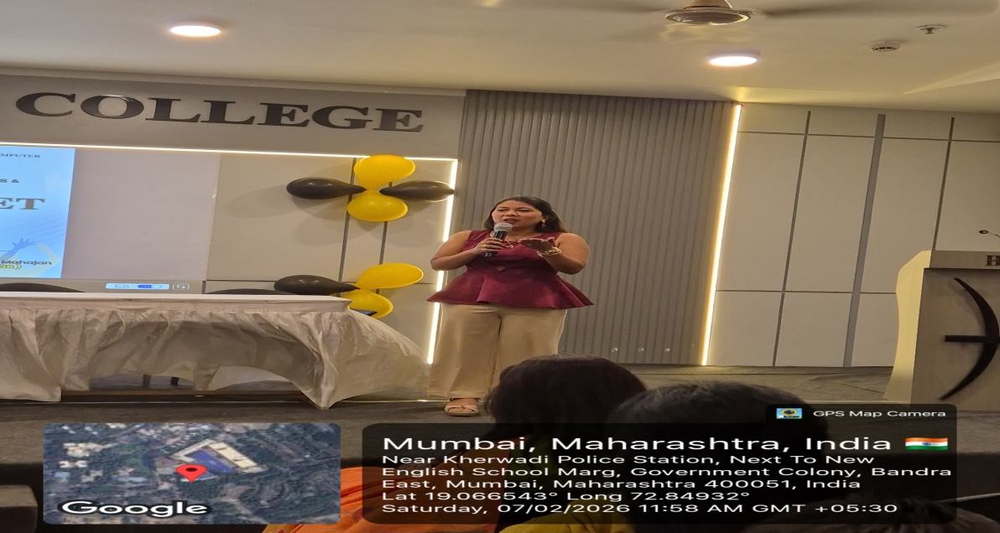 COLLEGE
MPUTER
S &
ET
Mahajan
GPS Map Camera
Mumbai, Maharashtra, India
Near Kherwadi Police Station, Next To New
English School Marg, Government Colony, Bandra
East, Mumbai, Maharashtra 400051, India
Lat 19.066543° Long 72.84932°
Saturday, 07/02/2026 11:58 AM GMT +05:30
Google